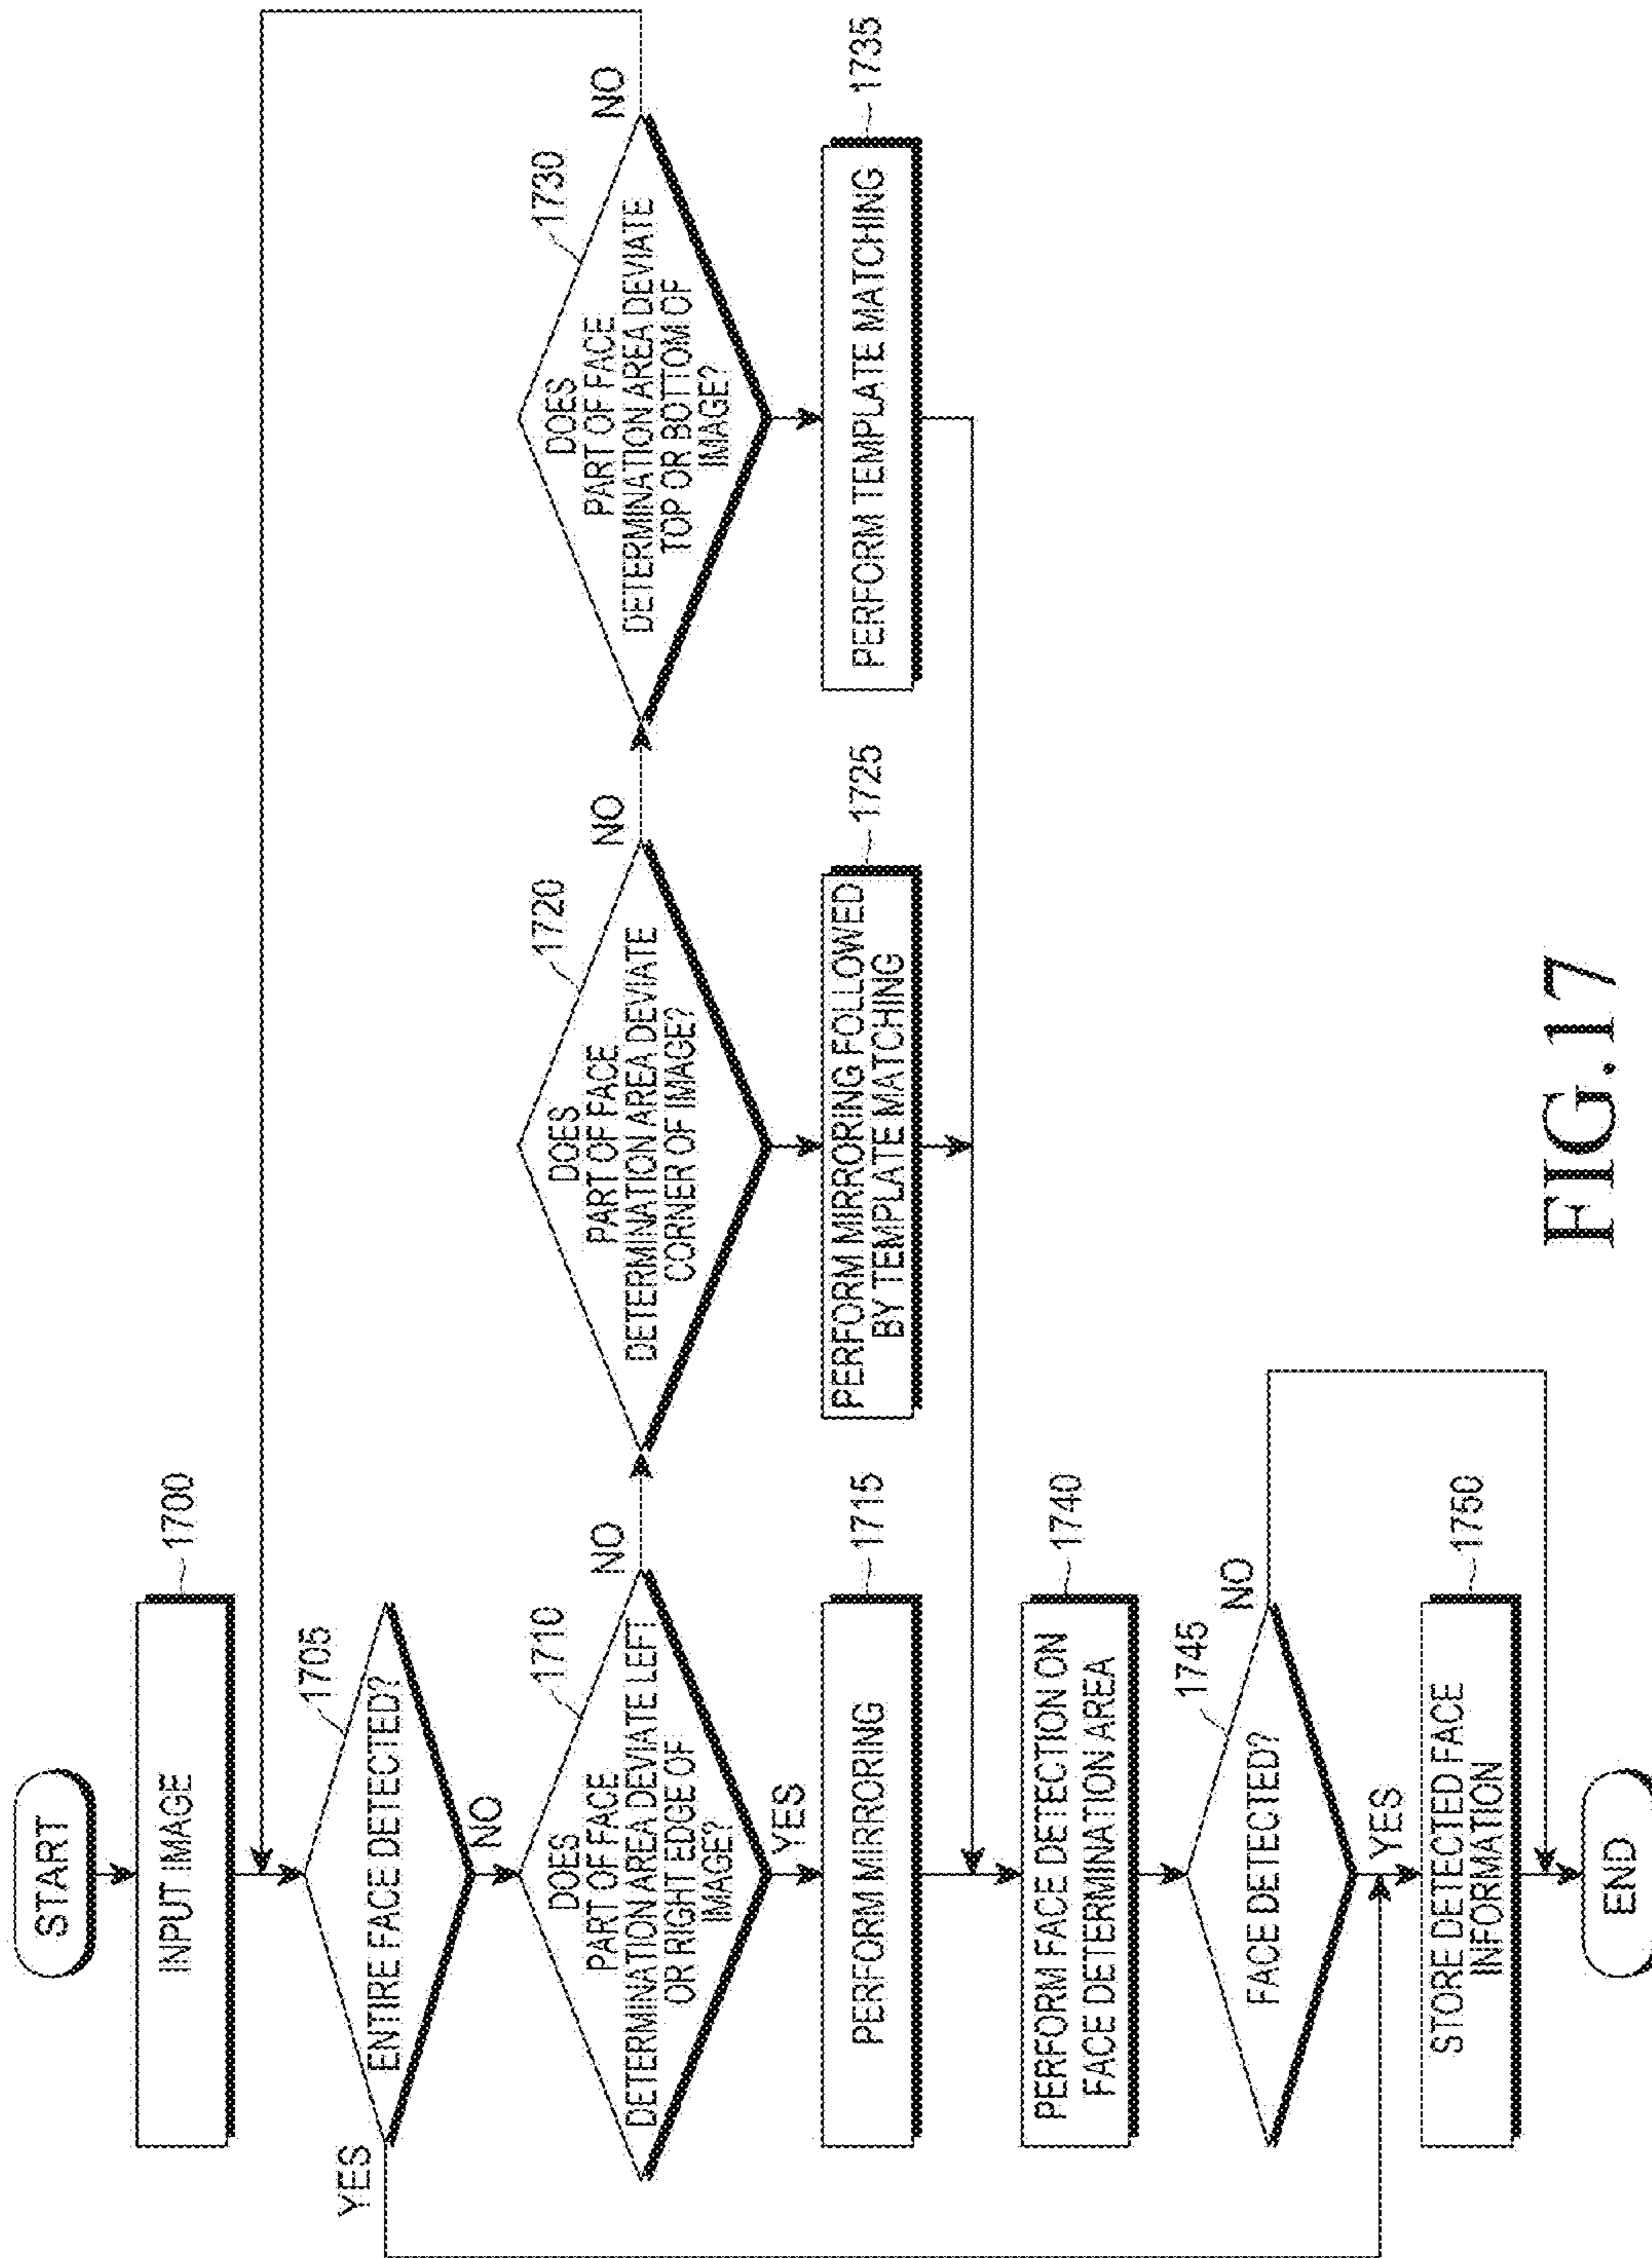 START
INPUT IMAGE
1700
ENTIRE FACE DETECTED?
1705
YES
NO
DOES
PART OF FACE
DETERMINATION AREA DEVIATE LEFT
OR RIGHT EDGE OF
IMAGE?
1710
NO
YES
DOES
PART OF FACE
DETERMINATION AREA DEVIATE
CORNER OF IMAGE?
1720
NO
DOES
PART OF FACE
DETERMINATION AREA DEVIATE
TOP OR BOTTOM OF
IMAGE?
1730
NO
PERFORM MIRRORING
1715
PERFORM MIRRORING FOLLOWED
BY TEMPLATE MATCHING
1725
PERFORM TEMPLATE MATCHING
1735
PERFORM FACE DETECTION ON
FACE DETERMINATION AREA
1740
FACE DETECTED?
1745
NO
YES
STORE DETECTED FACE
INFORMATION
1750
END
FIG.17